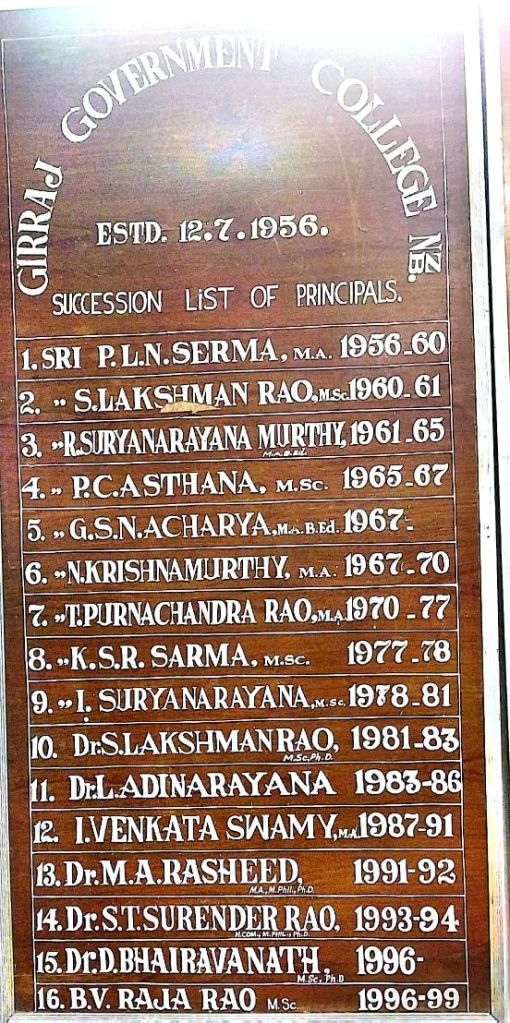 GIRRAJ GOVERNMENT COLLEGE NZB.
ESTD. 12.7.1956.
SUCCESSION LiST OF PRINCIPALS.
1. SRI P.L.N. SERMA, M.A. 1956-60
2. " S. LAKSHMAN RAO, M.Sc. 1960-61
3. " R. SURYANARAYANA MURTHY, M.A. B.Ed. 1961-65
4. " P.C. ASTHANA, M.Sc. 1965-67
5. " G.S.N. ACHARYA, M.A. B.Ed. 1967-
6. " N. KRISHNAMURTHY, M.A. 1967-70
7. " T. PURNACHANDRA RAO, M.A. 1970-77
8. " K.S.R. SARMA, M.Sc. 1977-78
9. " I. SURYANARAYANA, M.Sc. 1978-81
10. Dr. S. LAKSHMAN RAO, M.Sc, Ph.D. 1981-83
11. Dr. L. ADINARAYANA 1983-86
12. I. VENKATA SWAMY, M.A. 1987-91
13. Dr. M.A. RASHEED, M.A., M.Phil., Ph.D. 1991-92
14. Dr. S.T. SURENDER RAO, M.COM., M.PHIL., Ph.D. 1993-94
15. Dr. D. BHAIRAVANATH, M.Sc, Ph.D 1996-
16. B.V. RAJA RAO M.Sc. 1996-99